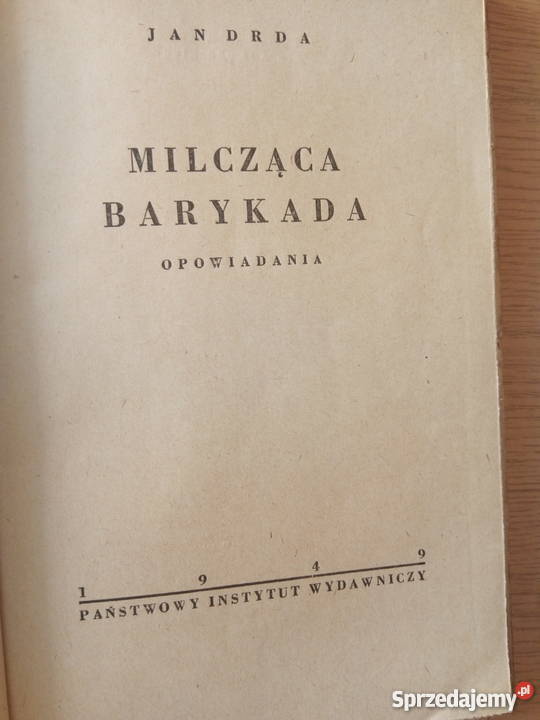 JAN DRDA
MILCZĄCA
BARYKADA
OPOWIADANIA
1 9 4 9
PAŃSTWOWY INSTYTUT WYDAWNICZY
Sprzedajemy.pl